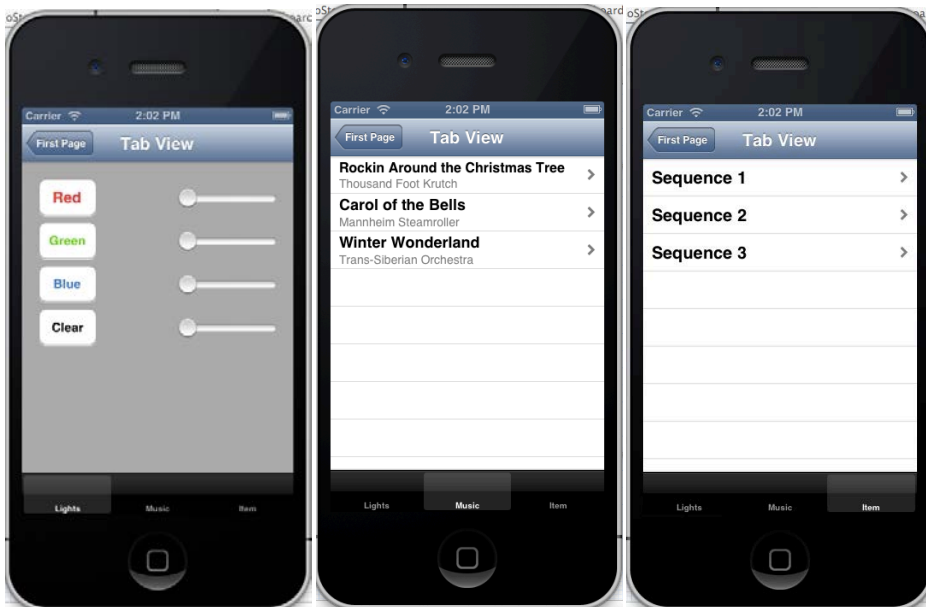 Carrier 2:02 PM
First Page Tab View
Red
Green
Blue
Clear
Lights Music Item
Carrier 2:02 PM
First Page Tab View
Rockin Around the Christmas Tree
Thousand Foot Krutch
Carol of the Bells
Mannheim Steamroller
Winter Wonderland
Trans-Siberian Orchestra
Lights Music Item
Carrier 2:02 PM
First Page Tab View
Sequence 1
Sequence 2
Sequence 3
Lights Music Item